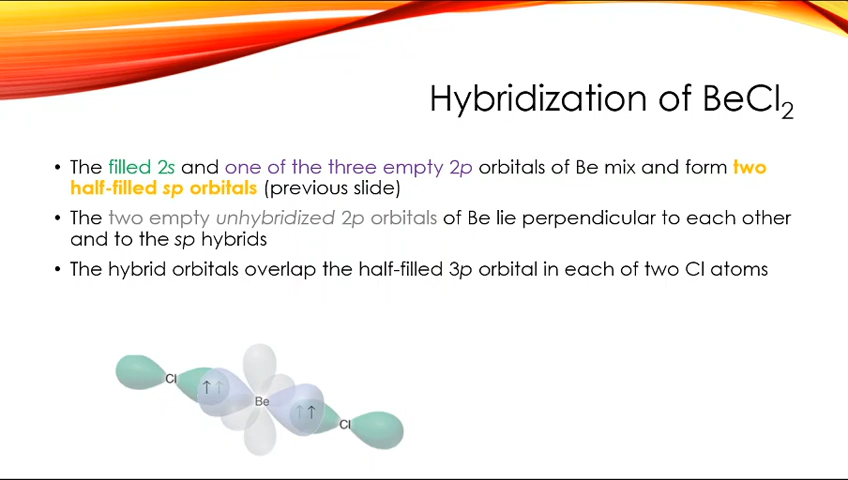 Hybridization of BeCl₂
• The filled 2s and one of the three empty 2p orbitals of Be mix and form two
half-filled sp orbitals (previous slide)
• The two empty unhybridized 2p orbitals of Be lie perpendicular to each other
and to the sp hybrids
• The hybrid orbitals overlap the half-filled 3p orbital in each of two Cl atoms
Cl
↑↑
Be
↑↑
Cl